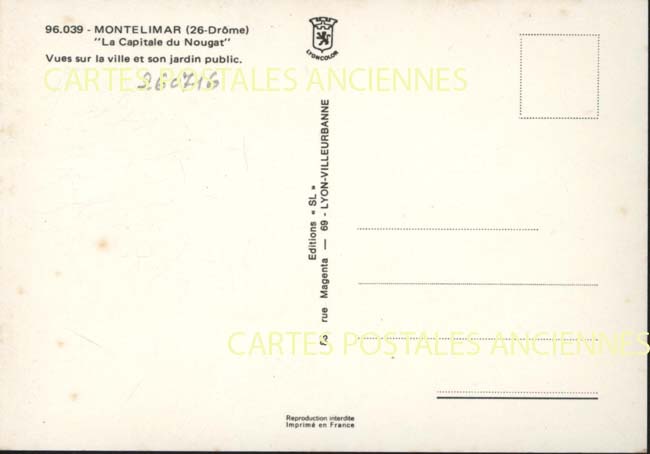 96.039 - MONTELIMAR (26-Drôme)
"La Capitale du Nougat"
Vues sur la ville et son jardin public.
CARTES POSTALES ANCIENNES
LYONCOLOR
Editions « SL »
rue Magenta — 69 - LYON-VILLEURBANNE
CARTES POSTALES ANCIENNES
Reproduction interdite
Imprimé en France